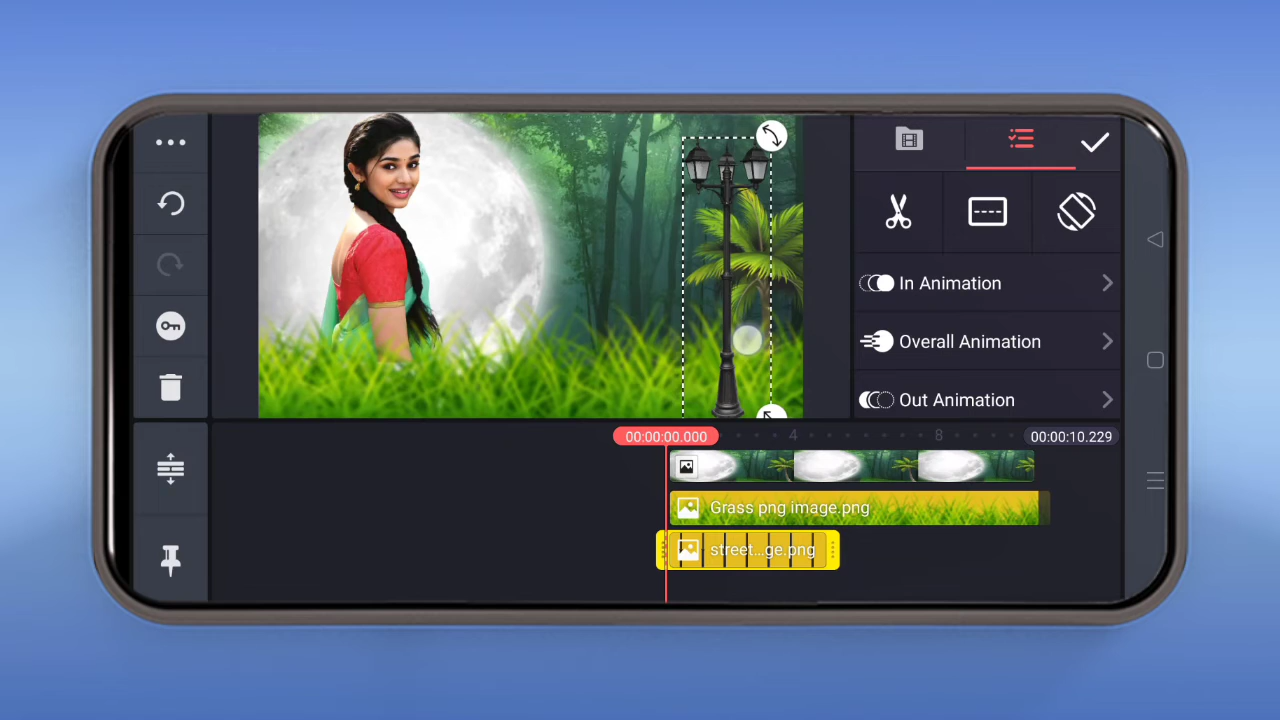 In Animation
Overall Animation
Out Animation
00:00:00.000
4
8
00:00:10.229
Grass png image.png
street...ge.png